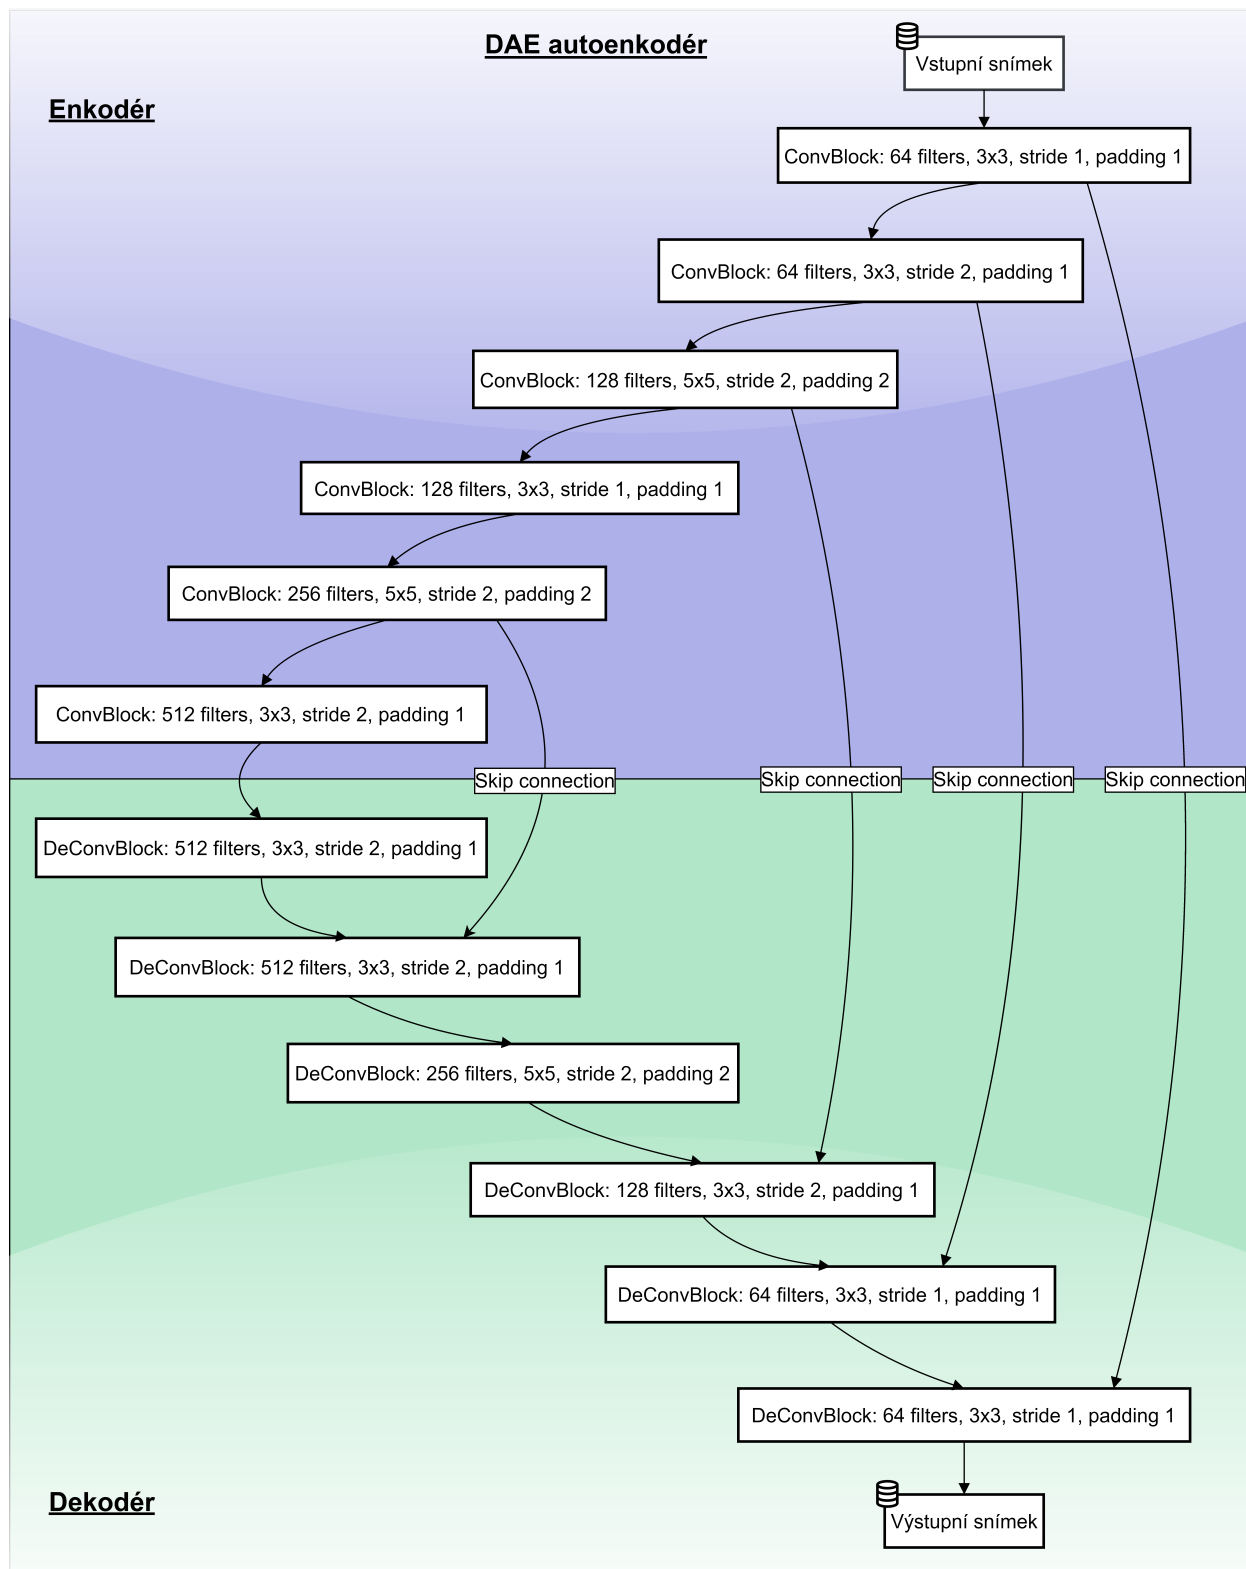 DAE autoenkodér
Vstupní snímek
Enkodér
ConvBlock: 64 filters, 3x3, stride 1, padding 1
ConvBlock: 64 filters, 3x3, stride 2, padding 1
ConvBlock: 128 filters, 5x5, stride 2, padding 2
ConvBlock: 128 filters, 3x3, stride 1, padding 1
ConvBlock: 256 filters, 5x5, stride 2, padding 2
ConvBlock: 512 filters, 3x3, stride 2, padding 1
Skip connection
Skip connection
Skip connection
Skip connection
DeConvBlock: 512 filters, 3x3, stride 2, padding 1
DeConvBlock: 512 filters, 3x3, stride 2, padding 1
DeConvBlock: 256 filters, 5x5, stride 2, padding 2
DeConvBlock: 128 filters, 3x3, stride 2, padding 1
DeConvBlock: 64 filters, 3x3, stride 1, padding 1
DeConvBlock: 64 filters, 3x3, stride 1, padding 1
Dekodér
Výstupní snímek